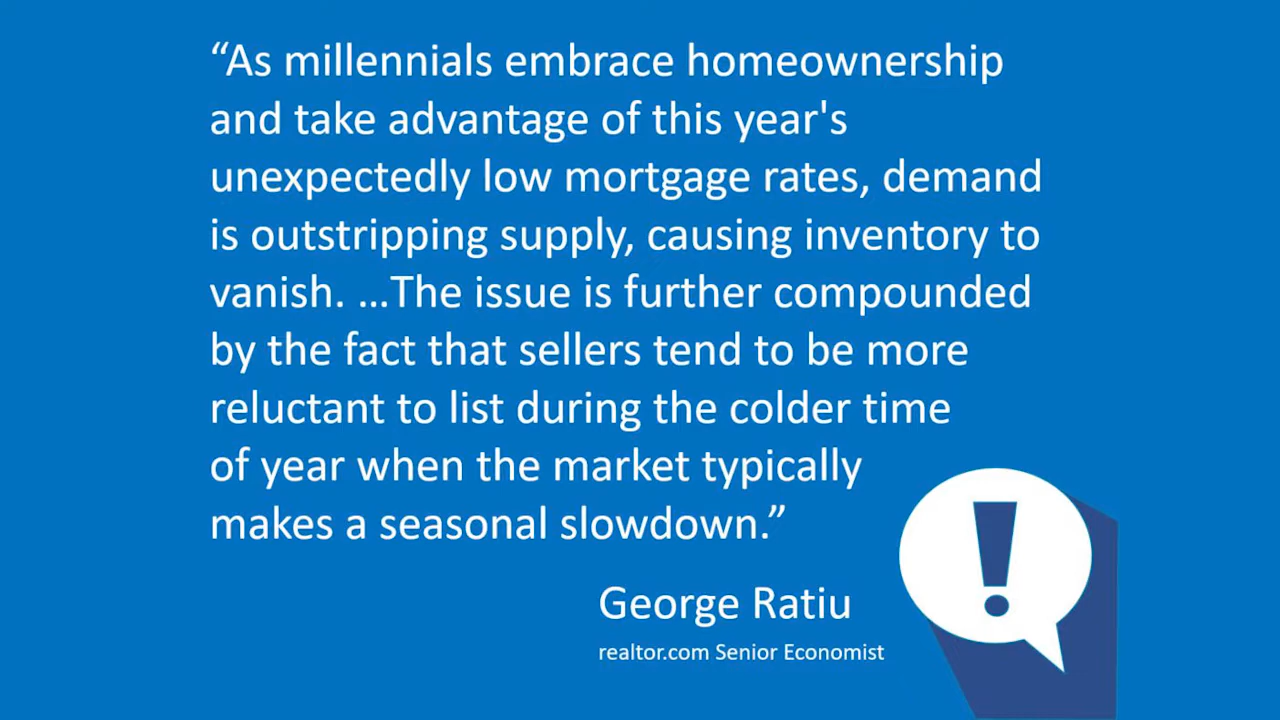 “As millennials embrace homeownership
and take advantage of this year's
unexpectedly low mortgage rates, demand
is outstripping supply, causing inventory to
vanish. …The issue is further compounded
by the fact that sellers tend to be more
reluctant to list during the colder time
of year when the market typically
makes a seasonal slowdown.”
George Ratiu
realtor.com Senior Economist